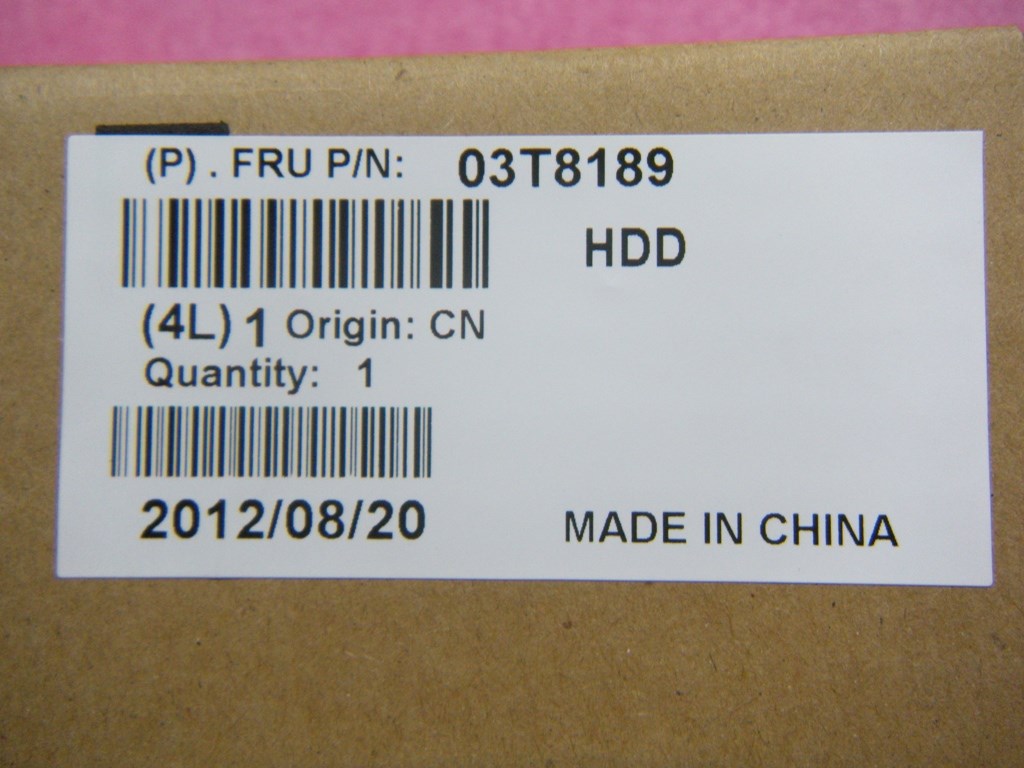 (P) . FRU P/N: 03T8189
HDD
(4L) 1 Origin: CN
Quantity: 1
2012/08/20
MADE IN CHINA